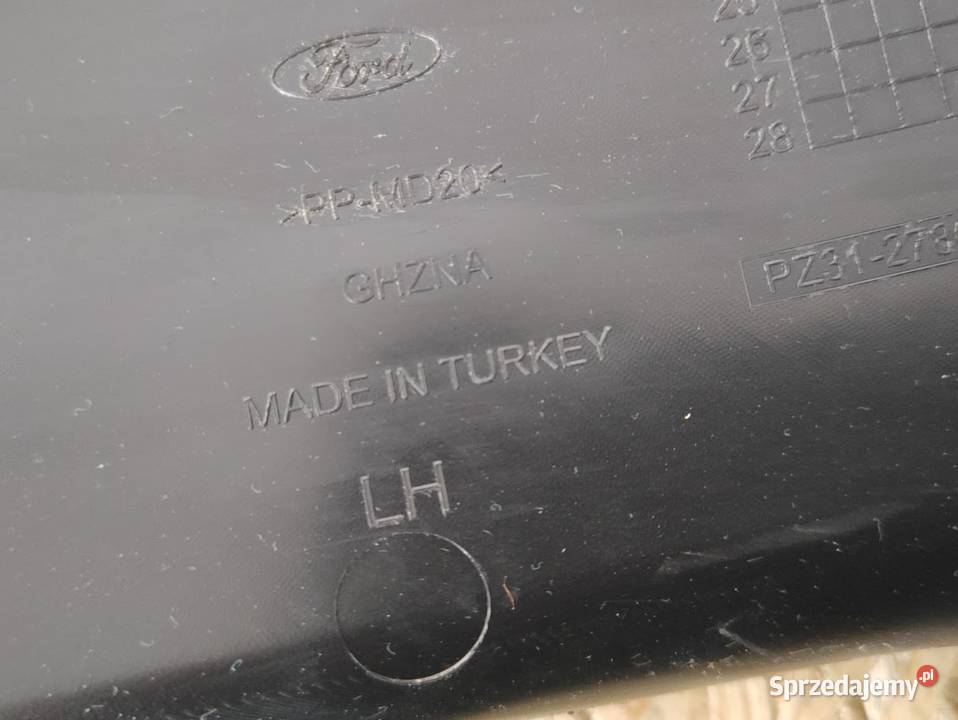 Ford
26
27
28
>PP-MD20<
GHZNA
PZ31-278
MADE IN TURKEY
LH
Sprzedajemy.pl